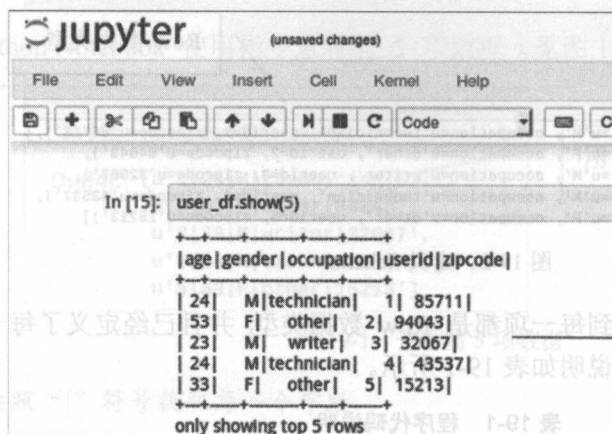 jupyter (unsaved changes)
File Edit View Insert Cell Kernel Help
Code C
In [15]: user_df.show(5)
+---+------+----------+------+-------+
|age|gender|occupation|userid|zipcode|
+---+------+----------+------+-------+
| 24| M|technician| 1| 85711|
| 53| F| other| 2| 94043|
| 23| M| writer| 3| 32067|
| 24| M|technician| 4| 43537|
| 33| F| other| 5| 15213|
+---+------+----------+------+-------+
only showing top 5 rows